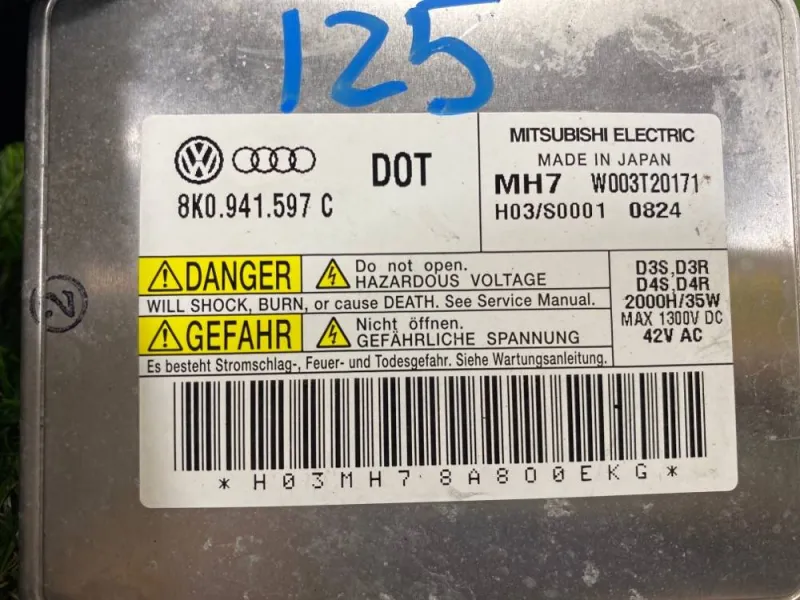 125
8K0.941.597 C
DOT
MITSUBISHI ELECTRIC
MADE IN JAPAN
MH7 W003T20171
H03/S0001 0824
DANGER
Do not open.
HAZARDOUS VOLTAGE
WILL SHOCK, BURN, or cause DEATH. See Service Manual.
GEFAHR
Nicht öffnen.
GEFÄHRLICHE SPANNUNG
Es besteht Stromschlag-, Feuer- und Todesgefahr. Siehe Wartungsanleitung.
D3S,D3R
D4S,D4R
2000H/35W
MAX 1300V DC
42V AC
*H03MH78A800EKG*
2